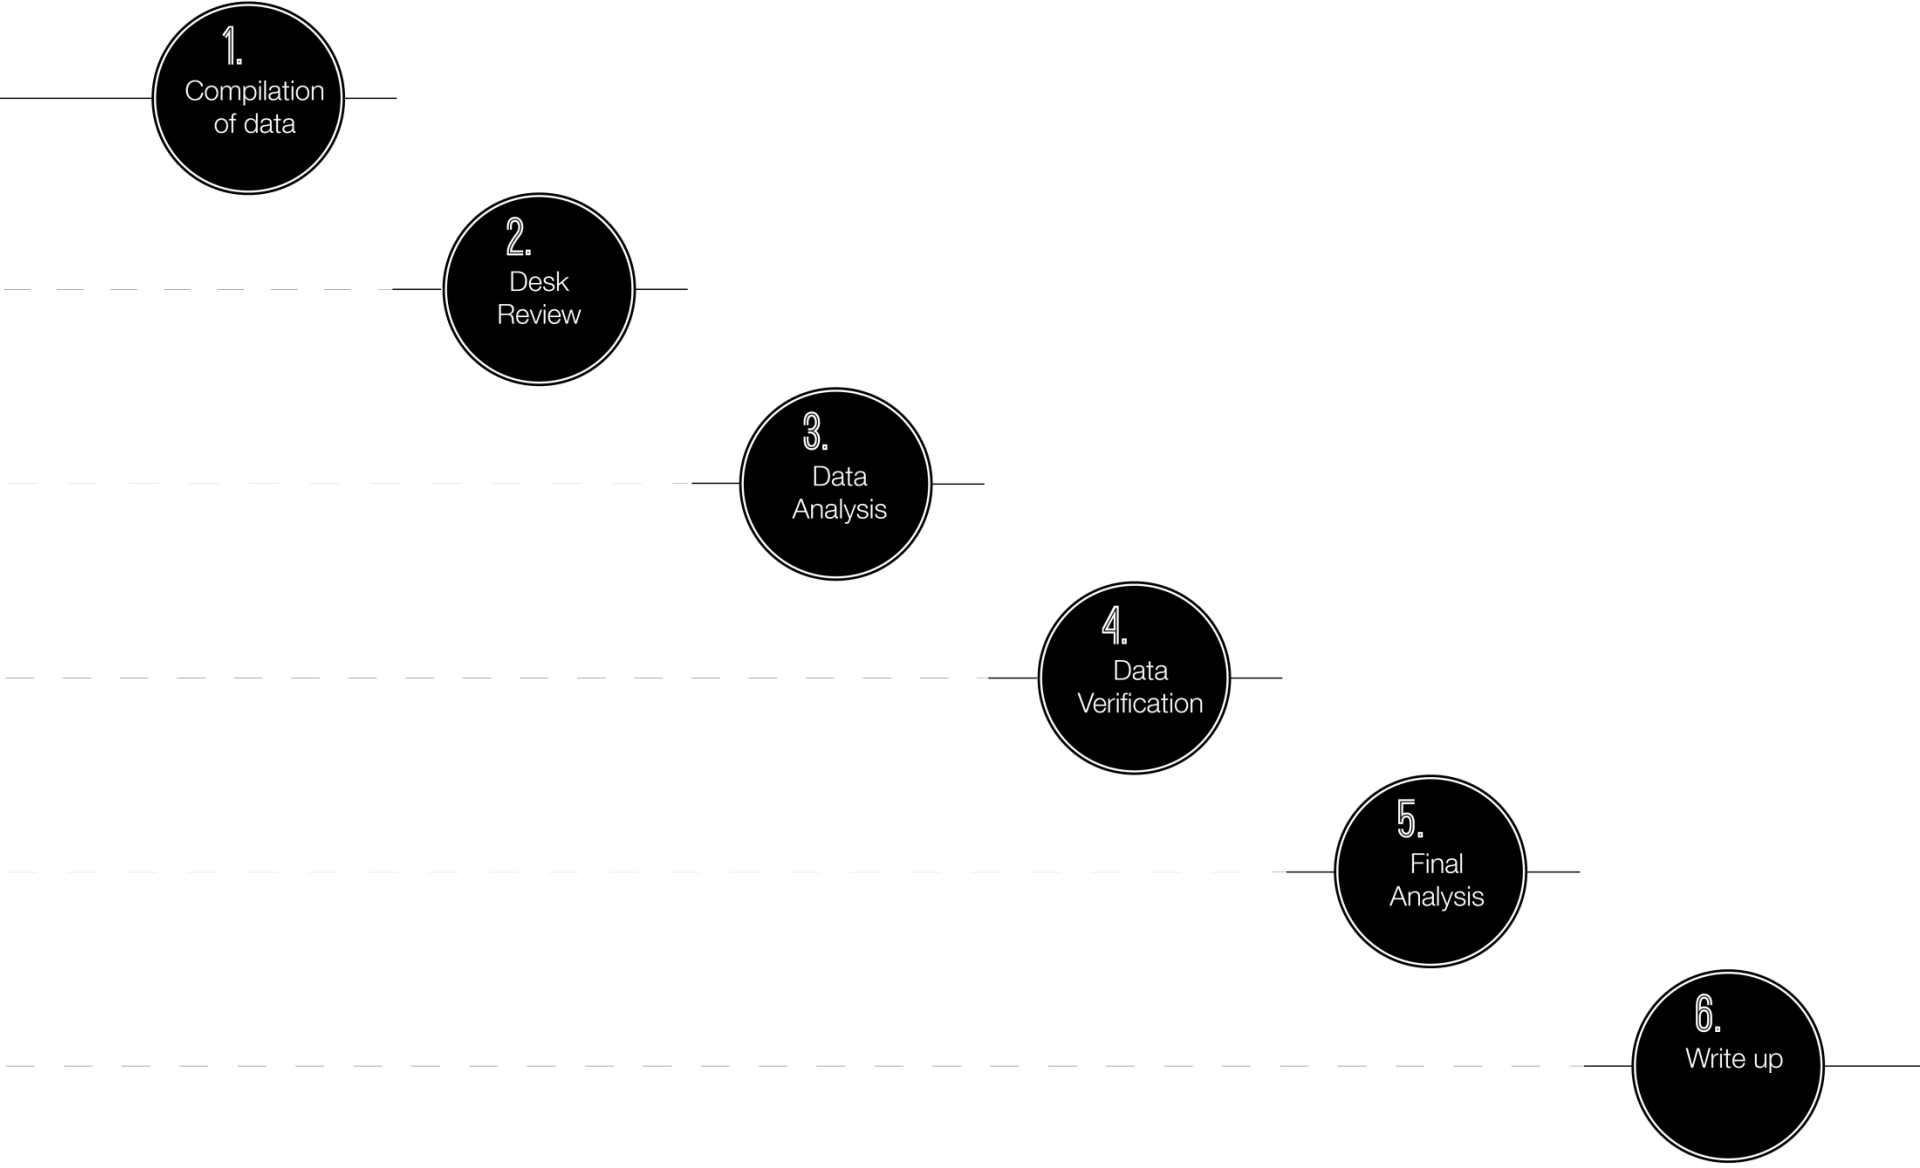 1.
Compilation
of data
2.
Desk
Review
3.
Data
Analysis
4.
Data
Verification
5.
Final
Analysis
6.
Write up